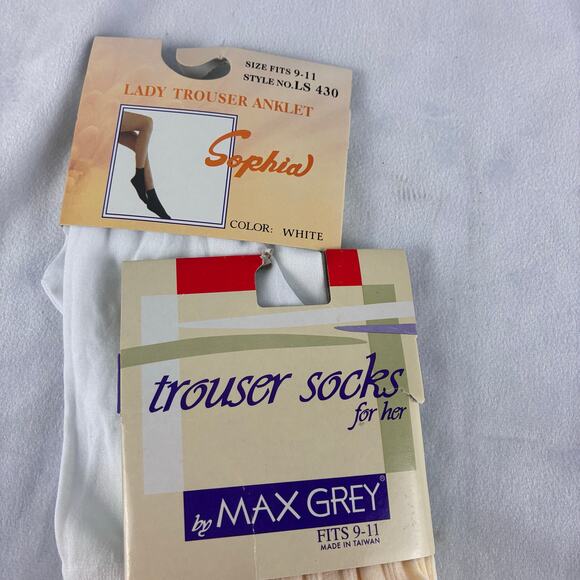 SIZE FITS 9-11
STYLE NO.LS 430
LADY TROUSER ANKLET
Sophia
COLOR: WHITE
trouser socks
for her
by MAX GREY®
FITS 9-11
MADE IN TAIWAN